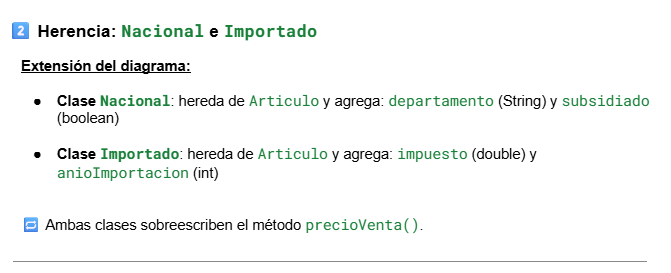 2 Herencia: Nacional e Importado
Extensión del diagrama:
● Clase Nacional: hereda de Articulo y agrega: departamento (String) y subsidiado
(boolean)
● Clase Importado: hereda de Articulo y agrega: impuesto (double) y
anioImportacion (int)
🔁 Ambas clases sobreescriben el método precioVenta().